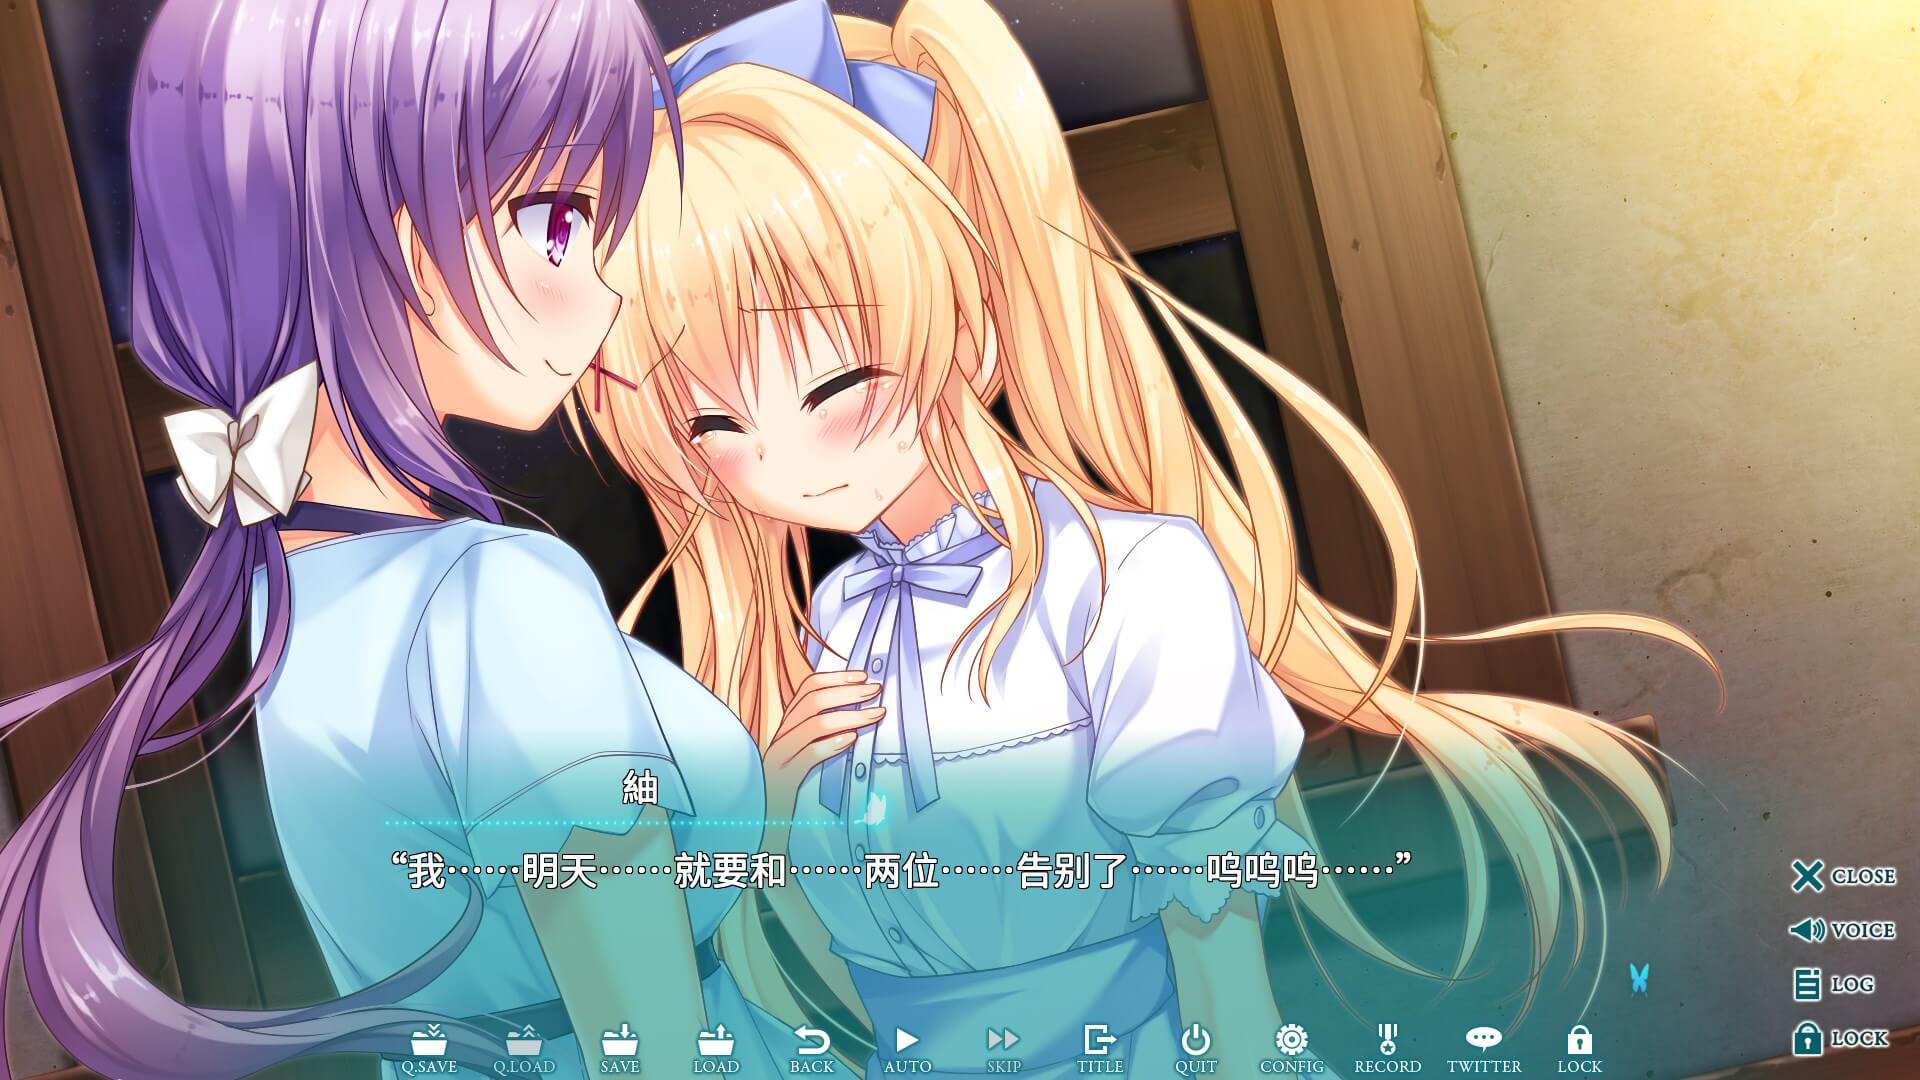 紬
“我……明天……就要和……两位……告别了……呜呜呜……”
CLOSE
VOICE
LOG
LOCK
Q.SAVE Q.LOAD SAVE LOAD BACK AUTO SKIP TITLE QUIT CONFIG RECORD TWITTER LOCK